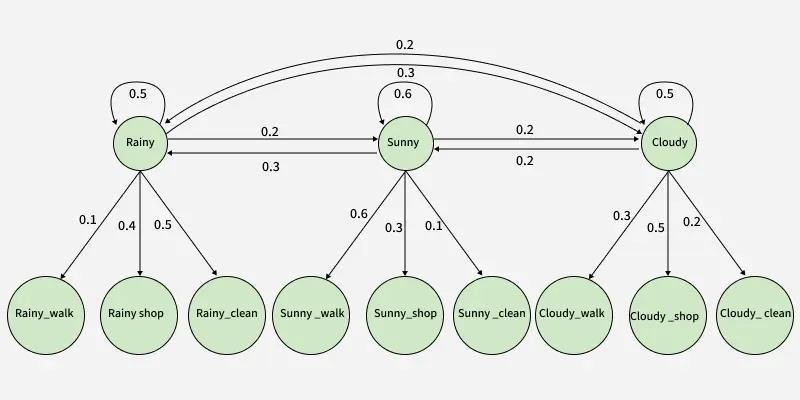 0.2
0.3
0.5
0.6
0.5
Rainy
0.2
Sunny
0.2
Cloudy
0.3
0.2
0.1
0.4
0.5
0.6
0.3
0.1
0.3
0.5
0.2
Rainy_walk
Rainy shop
Rainy_clean
Sunny _walk
Sunny_shop
Sunny _clean
Cloudy_walk
Cloudy _shop
Cloudy_ clean